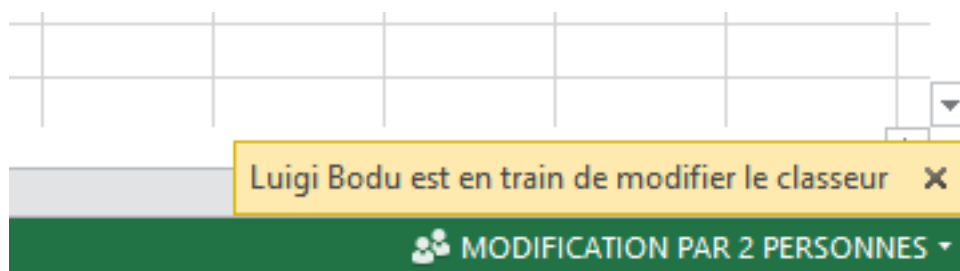 Luigi Bodu est en train de modifier le classeur
MODIFICATION PAR 2 PERSONNES